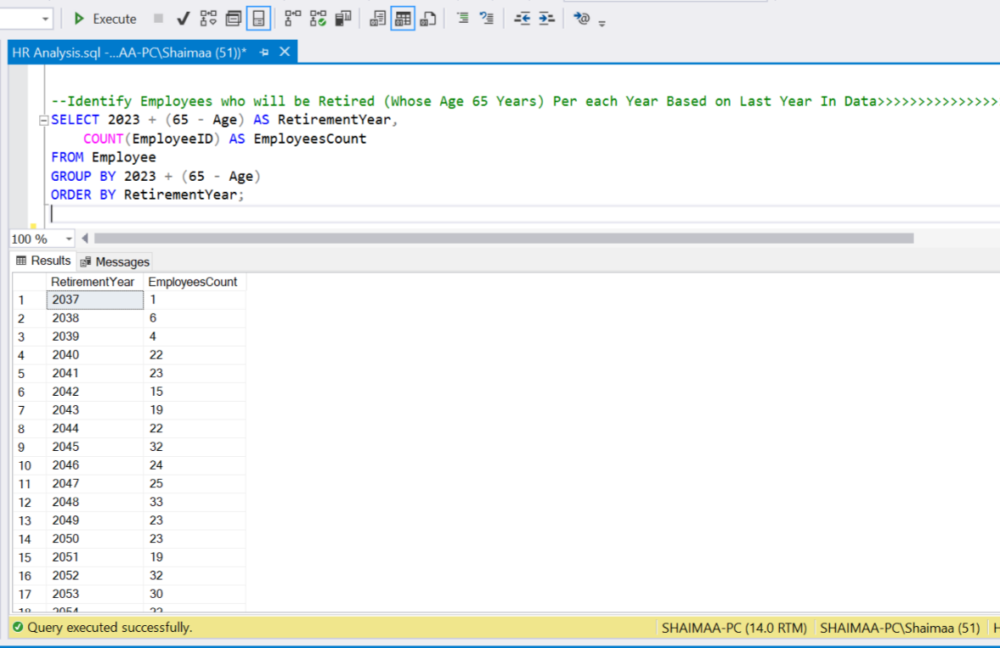 Execute
HR Analysis.sql -...AA-PC\Shaimaa (51))*
--Identify Employees who will be Retired (Whose Age 65 Years) Per each Year Based on Last Year In Data>>>>>>>>>>>>>>>
SELECT 2023 + (65 - Age) AS RetirementYear,
COUNT(EmployeeID) AS EmployeesCount
FROM Employee
GROUP BY 2023 + (65 - Age)
ORDER BY RetirementYear;
100 %
Results Messages
RetirementYear EmployeesCount
1 2037 1
2 2038 6
3 2039 4
4 2040 22
5 2041 23
6 2042 15
7 2043 19
8 2044 22
9 2045 32
10 2046 24
11 2047 25
12 2048 33
13 2049 23
14 2050 23
15 2051 19
16 2052 32
17 2053 30
18 2054
Query executed successfully. SHAIMAA-PC (14.0 RTM) SHAIMAA-PC\Shaimaa (51)